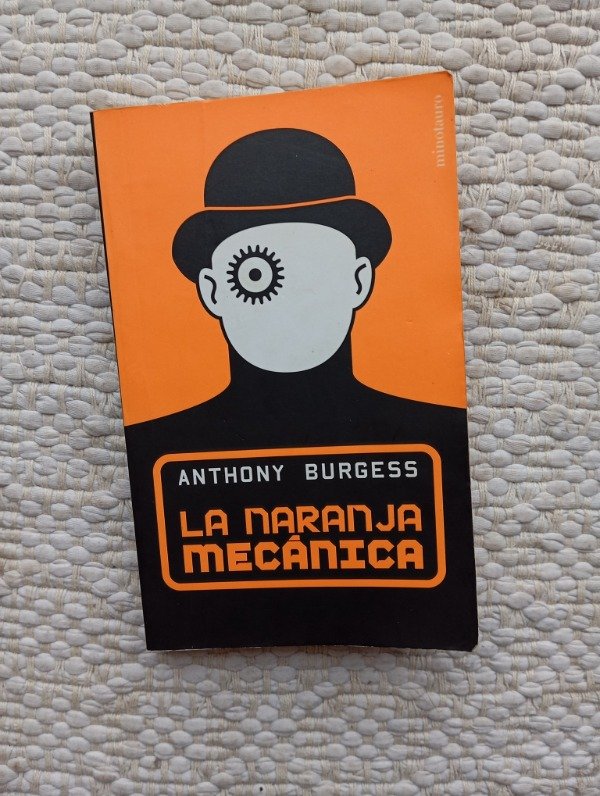 minotauro
ANTHONY BURGESS
LA NARANJA
MECÁNICA